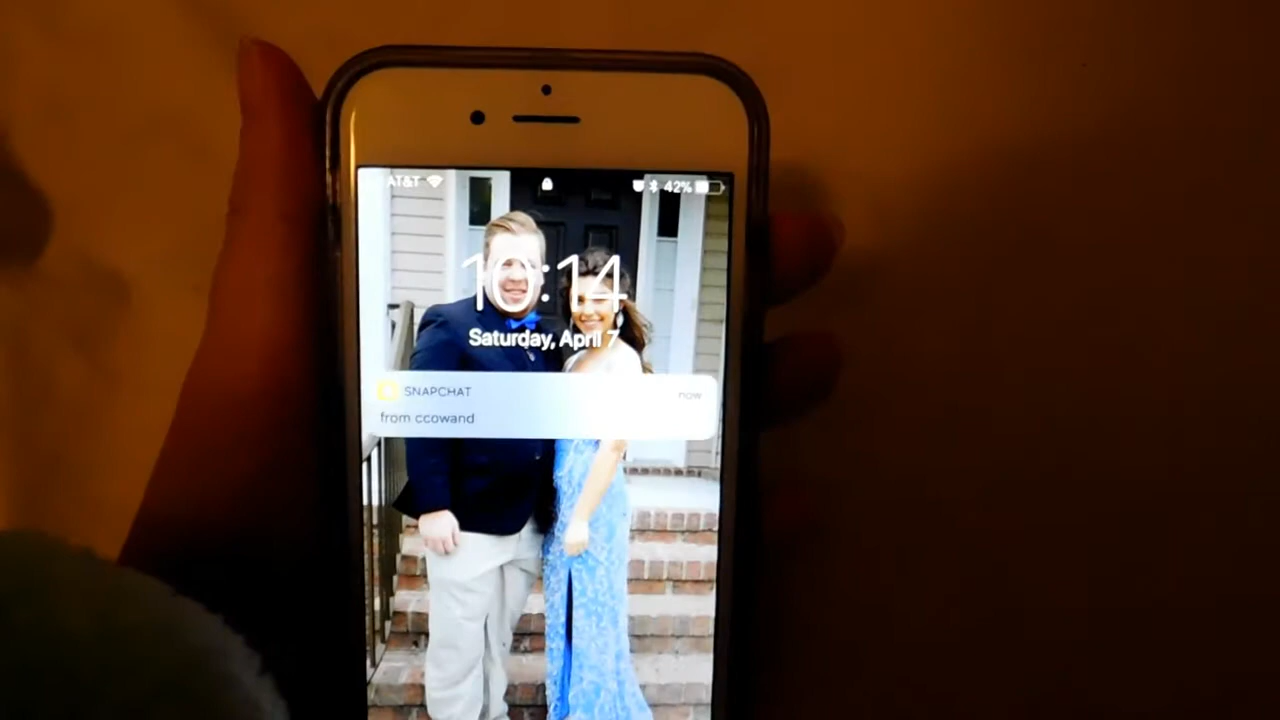 AT&T 42%
10:14
Saturday, April 7
SNAPCHAT now
from ccowand